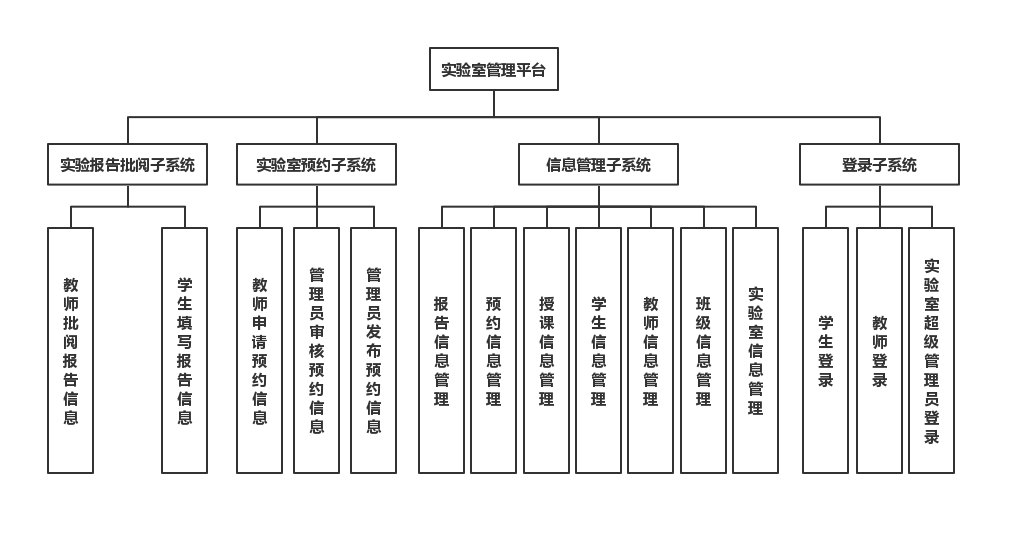 实验室管理平台
实验报告批阅子系统
实验室预约子系统
信息管理子系统
登录子系统
教师批阅报告信息
学生填写报告信息
教师申请预约信息
管理员审核预约信息
管理员发布预约信息
报告信息管理
预约信息管理
授课信息管理
学生信息管理
教师信息管理
班级信息管理
实验室信息管理
学生登录
教师登录
实验室超级管理员登录